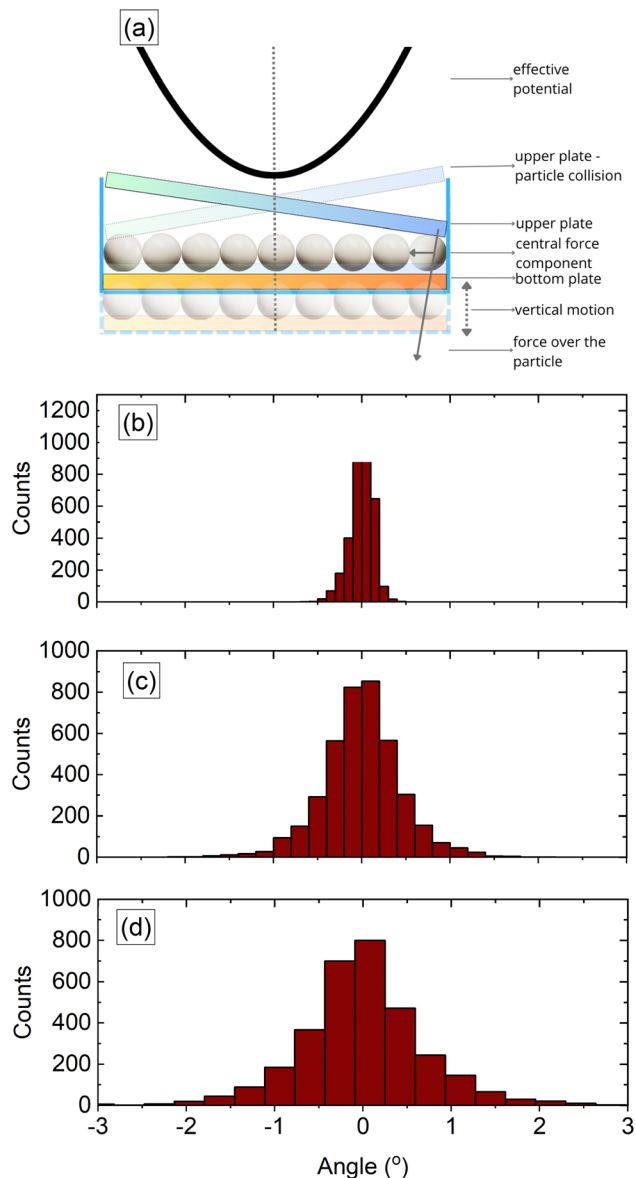 (a)
effective
potential
upper plate -
particle collision
upper plate
central force
component
bottom plate
vertical motion
force over the
particle
(b)
1200
1000
800
600
400
200
0
Counts
(c)
1000
800
600
400
200
0
Counts
(d)
1000
800
600
400
200
0
Counts
-3 -2 -1 0 1 2 3
Angle (º)